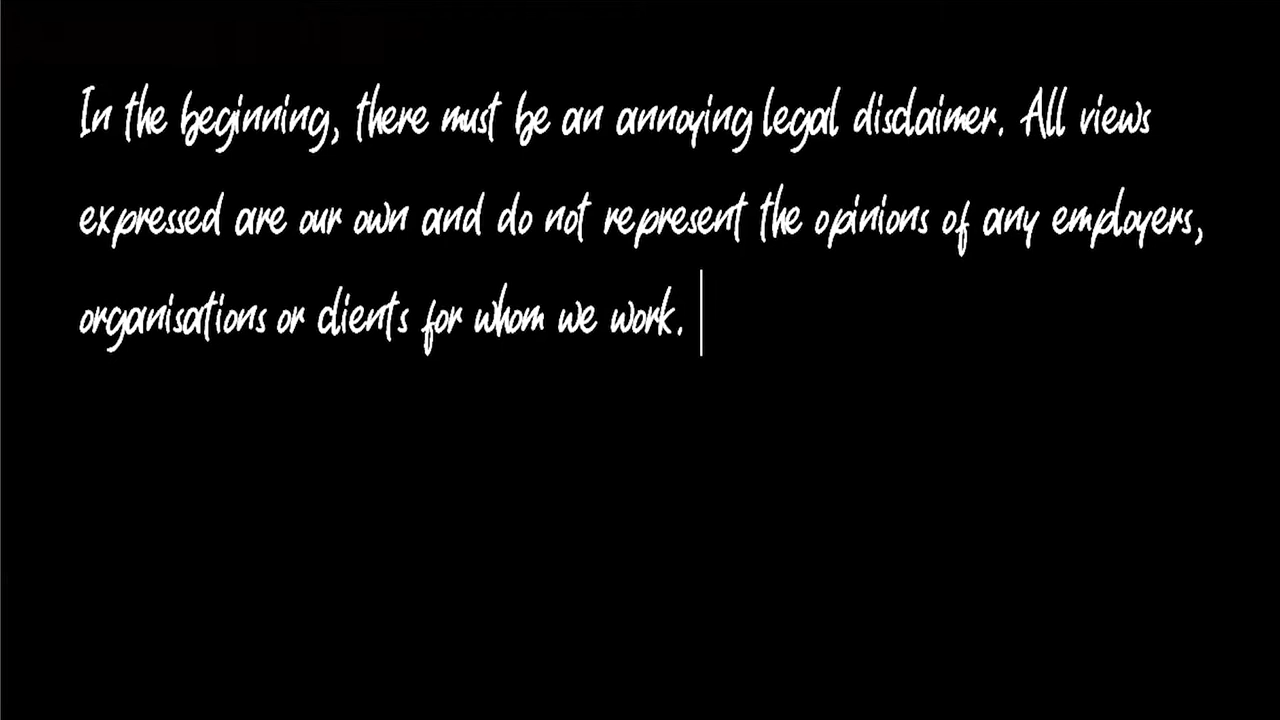 In the beginning, there must be an annoying legal disclaimer. All views
expressed are our own and do not represent the opinions of any employers,
organisations or clients for whom we work.